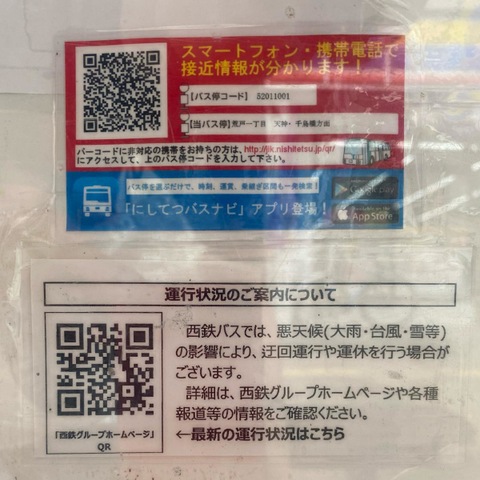 スマートフォン・携帯電話で
接近情報が分かります！
[バス停コード] 52011001
[当バス停] 荒戸一丁目 天神・千鳥橋方面
バーコードに非対応の携帯をお持ちの方は、http://jik.nishitetsu.jp/qr/
にアクセスして、上のバス停コードを入力して下さい。
バス停を選ぶだけで、時刻、運賃、乗継ぎ区間も一発検索！
「にしてつバスナビ」アプリ登場！
Google play
App Store
運行状況のご案内について
西鉄バスでは、悪天候(大雨・台風・雪等)
の影響により、迂回運行や運休を行う場合が
ございます。
詳細は、西鉄グループホームページや各種
報道等の情報をご確認ください。
←最新の運行状況はこちら
「西鉄グループホームページ」
QR